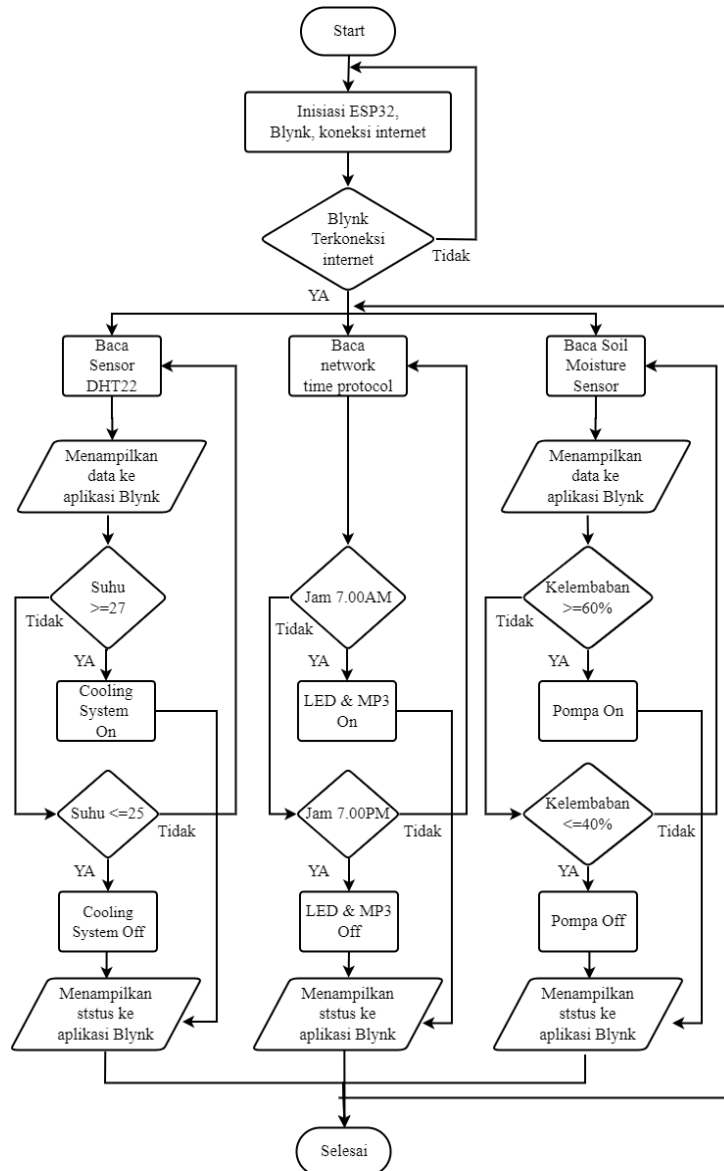 Start
Inisiasi ESP32,
Blynk, koneksi internet
Blynk
Terkoneksi
internet
Tidak
YA
Baca
Sensor
DHT22
Baca
network
time protocol
Baca Soil
Moisture
Sensor
Menampilkan
data ke
aplikasi Blynk
Menampilkan
data ke
aplikasi Blynk
Suhu
>=27
Tidak
YA
Jam 7.00AM
Tidak
YA
Kelembaban
>=60%
Tidak
YA
Cooling
System
On
LED & MP3
On
Pompa On
Suhu <=25
Tidak
YA
Jam 7.00PM
Tidak
YA
Kelembaban
<=40%
Tidak
YA
Cooling
System Off
LED & MP3
Off
Pompa Off
Menampilkan
ststus ke
aplikasi Blynk
Menampilkan
ststus ke
aplikasi Blynk
Menampilkan
ststus ke
aplikasi Blynk
Selesai